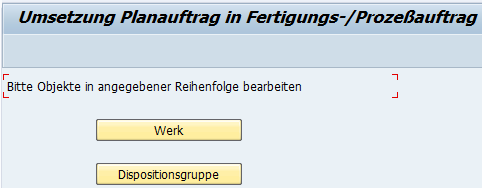 Umsetzung Planauftrag in Fertigungs-/Prozeßauftrag
Bitte Objekte in angegebener Reihenfolge bearbeiten
Werk
Dispositionsgruppe